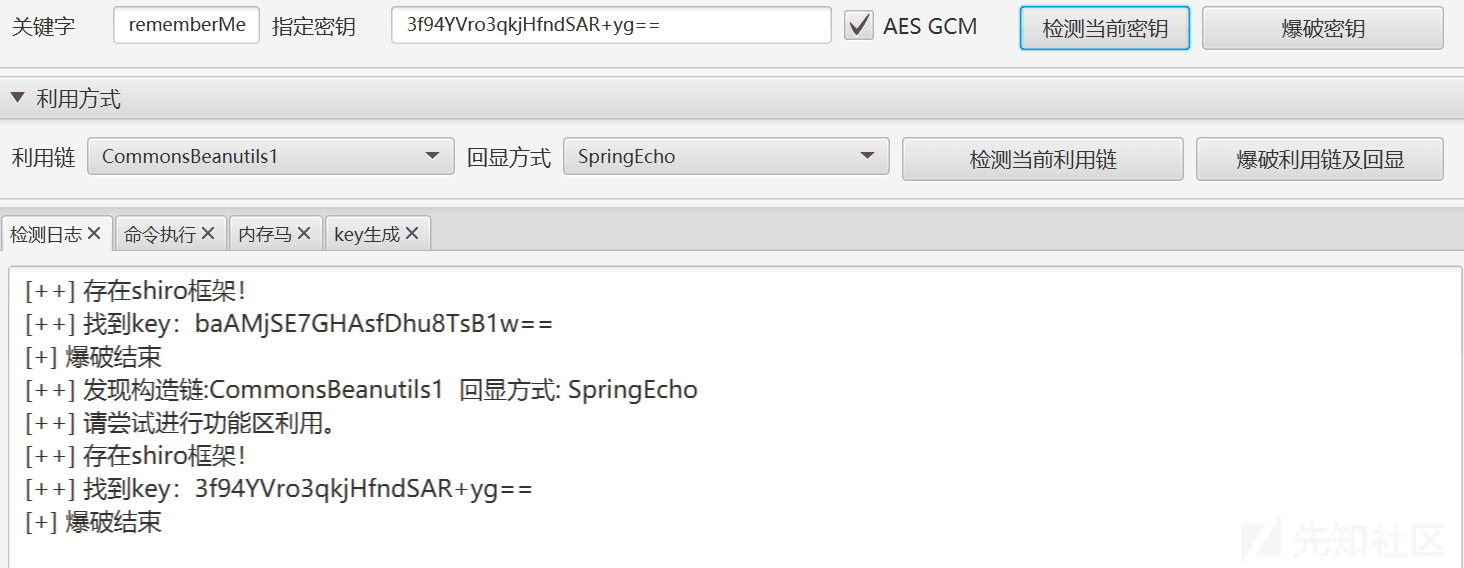 关键字 rememberMe 指定密钥 3f94YVro3qkjHfndSAR+yg== AES GCM 检测当前密钥 爆破密钥
利用方式
利用链 CommonsBeanutils1 回显方式 SpringEcho 检测当前利用链 爆破利用链及回显
检测日志 命令执行 内存马 key生成
[++] 存在shiro框架!
[++] 找到key：baAMjSE7GHAsfDhu8TsB1w==
[+] 爆破结束
[++] 发现构造链:CommonsBeanutils1 回显方式: SpringEcho
[++] 请尝试进行功能区利用。
[++] 存在shiro框架!
[++] 找到key：3f94YVro3qkjHfndSAR+yg==
[+] 爆破结束
先知社区